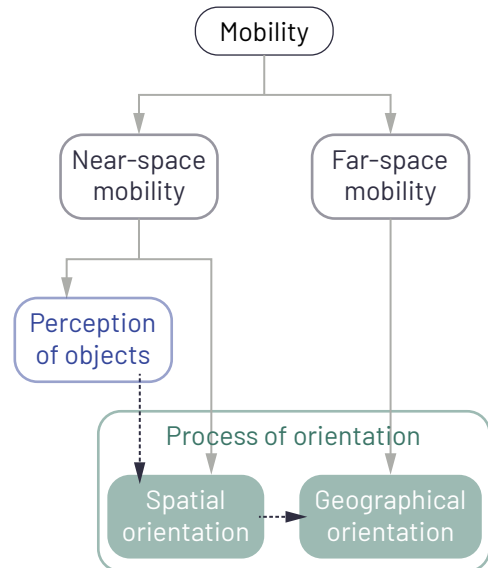 Mobility
Near-space
mobility
Far-space
mobility
Perception
of objects
Process of orientation
Spatial
orientation
Geographical
orientation